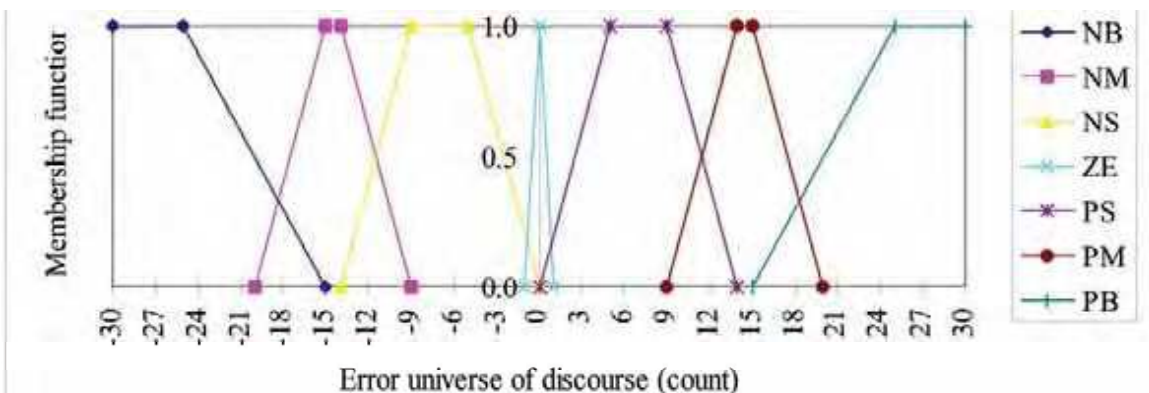 Membership functior
1.0
0.5
0.0
-30 -27 -24 -21 -18 -15 -12 -9 -6 -3 0 3 6 9 12 15 18 21 24 27 30
Error universe of discourse (count)
NB
NM
NS
ZE
PS
PM
PB